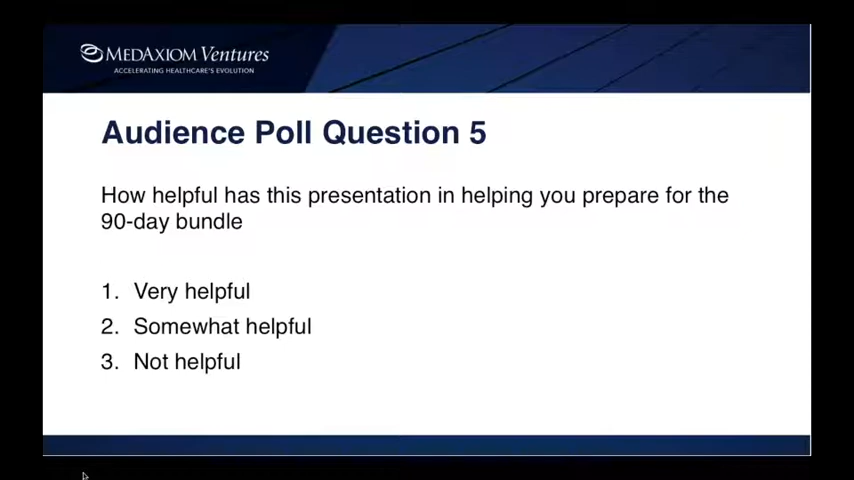 MEDAXIOM Ventures
ACCELERATING HEALTHCARE'S EVOLUTION
Audience Poll Question 5
How helpful has this presentation in helping you prepare for the
90-day bundle
1. Very helpful
2. Somewhat helpful
3. Not helpful